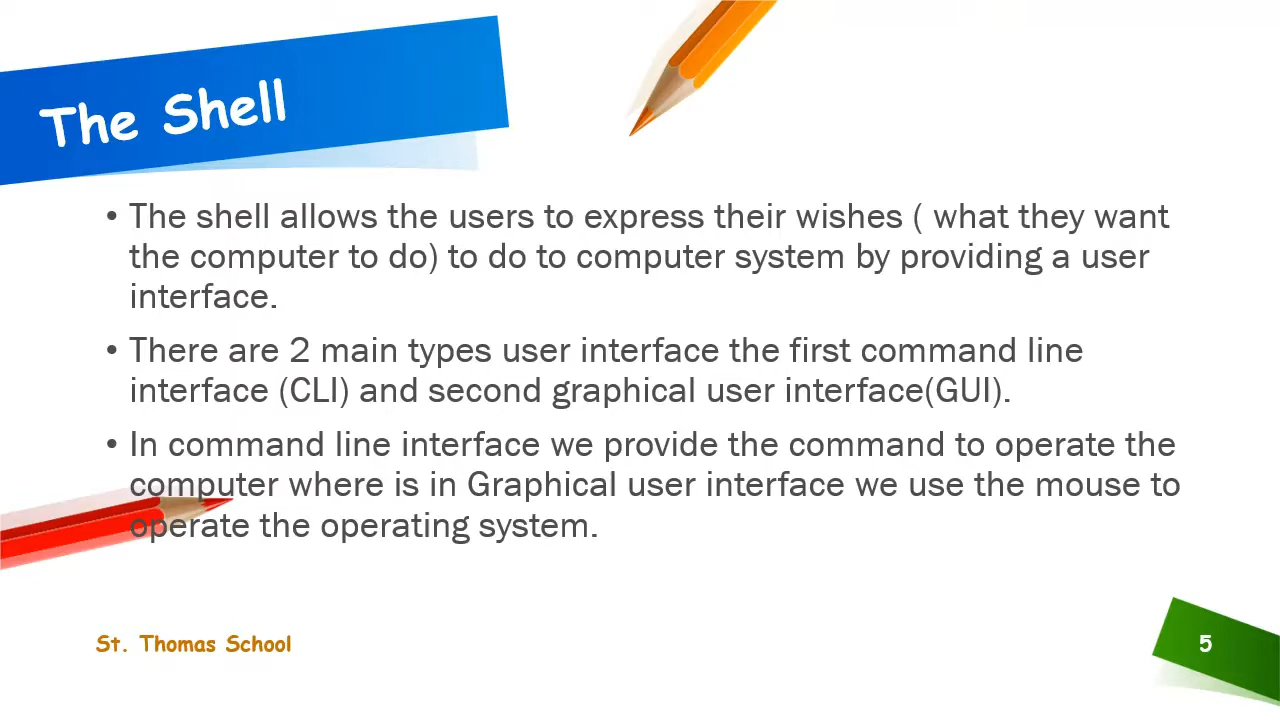 The Shell
• The shell allows the users to express their wishes ( what they want
the computer to do) to do to computer system by providing a user
interface.
• There are 2 main types user interface the first command line
interface (CLI) and second graphical user interface(GUI).
• In command line interface we provide the command to operate the
computer where is in Graphical user interface we use the mouse to
operate the operating system.
St. Thomas School
5